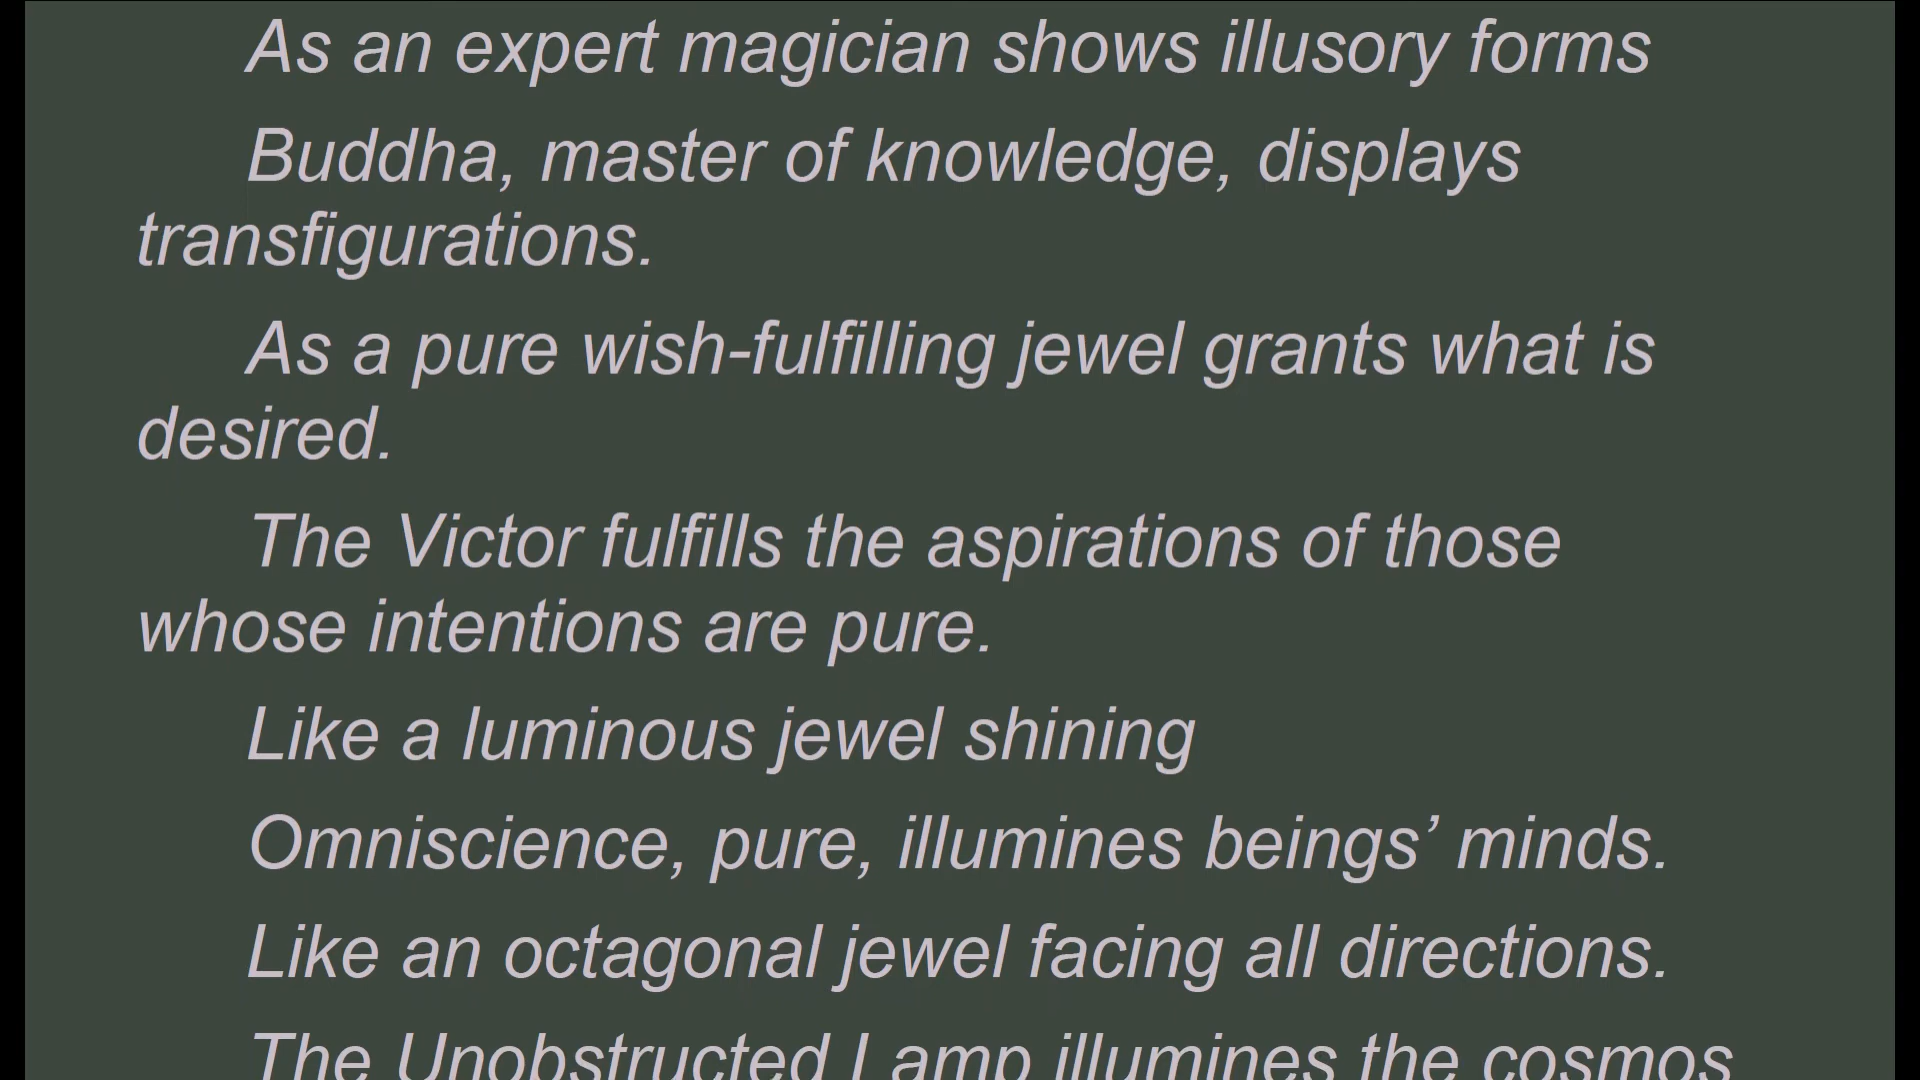 As an expert magician shows illusory forms
Buddha, master of knowledge, displays
transfigurations.
As a pure wish-fulfilling jewel grants what is
desired.
The Victor fulfills the aspirations of those
whose intentions are pure.
Like a luminous jewel shining
Omniscience, pure, illumines beings’ minds.
Like an octagonal jewel facing all directions.
The Unobstructed Lamp illumines the cosmos